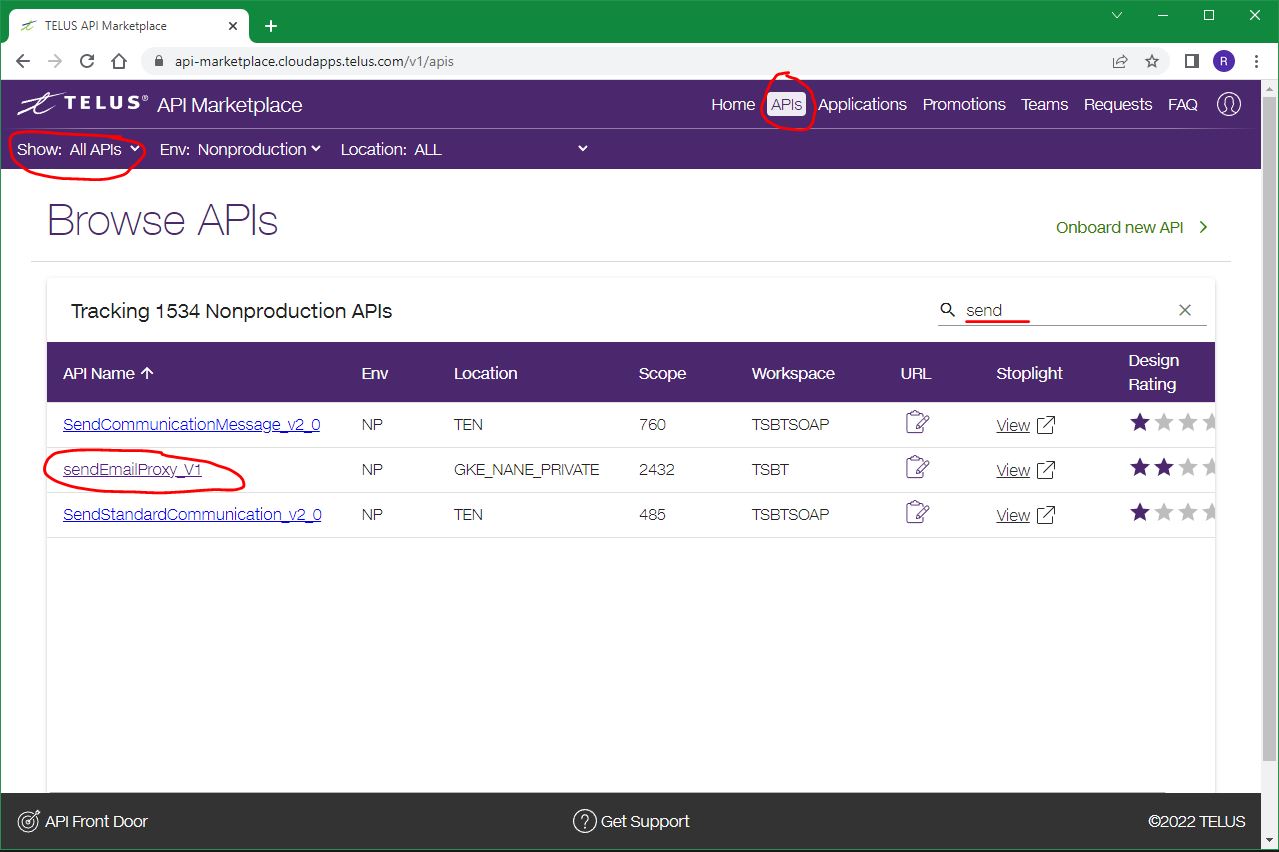 TELUS API Marketplace
api-marketplace.cloudapps.telus.com/v1/apis
R
TELUS® API Marketplace
Home APIs Applications Promotions Teams Requests FAQ
Show: All APIs Env: Nonproduction Location: ALL
Browse APIs
Onboard new API
Tracking 1534 Nonproduction APIs
send
API Name Env Location Scope Workspace URL Stoplight Design Rating
SendCommunicationMessage_v2_0 NP TEN 760 TSBTSOAP View
sendEmailProxy_V1 NP GKE_NANE_PRIVATE 2432 TSBT View
SendStandardCommunication_v2_0 NP TEN 485 TSBTSOAP View
API Front Door
? Get Support
©2022 TELUS